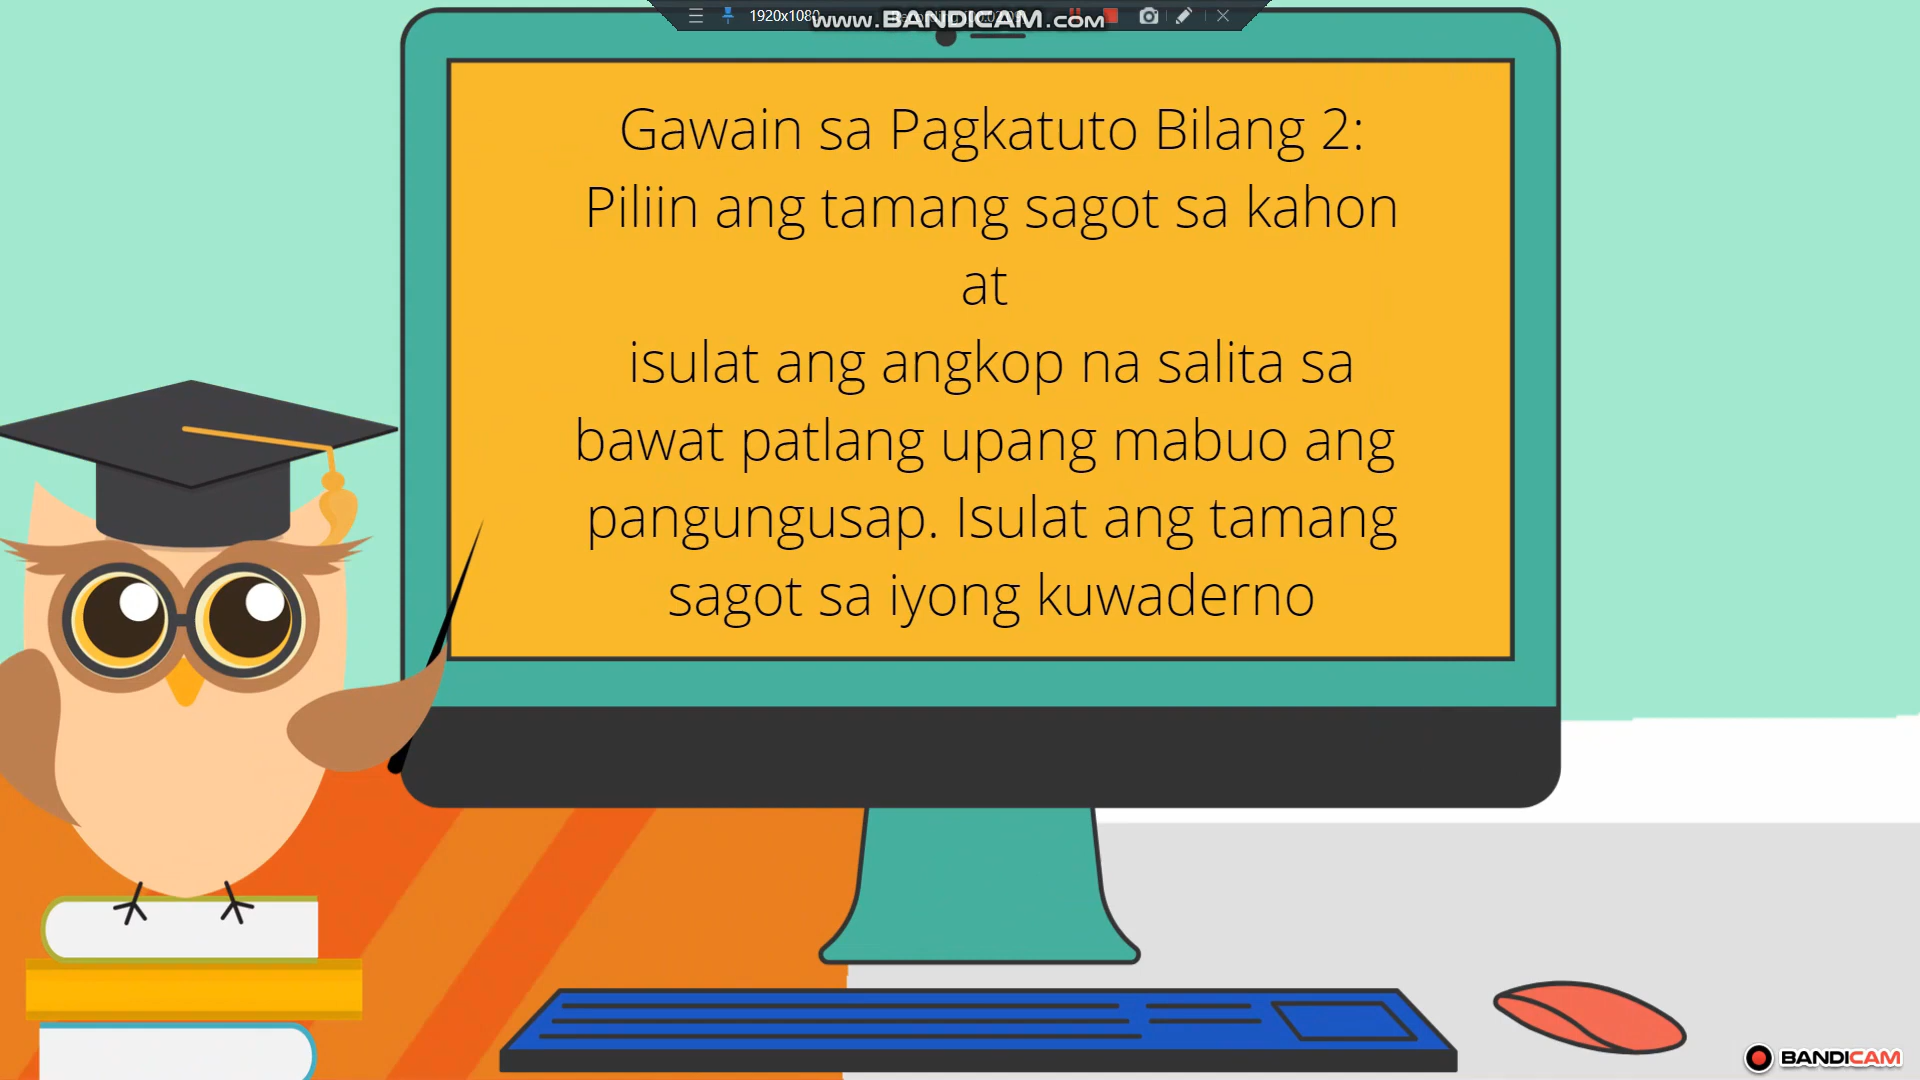 1920x1080
www.BANDICAM.com
Gawain sa Pagkatuto Bilang 2:
Piliin ang tamang sagot sa kahon
at
isulat ang angkop na salita sa
bawat patlang upang mabuo ang
pangungusap. Isulat ang tamang
sagot sa iyong kuwaderno
BANDICAM